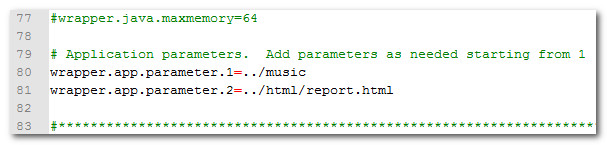 77 #wrapper.java.maxmemory=64
78
79 # Application parameters.  Add parameters as needed starting from 1
80 wrapper.app.parameter.1=../music
81 wrapper.app.parameter.2=../html/report.html
82
83 #********************************************************************